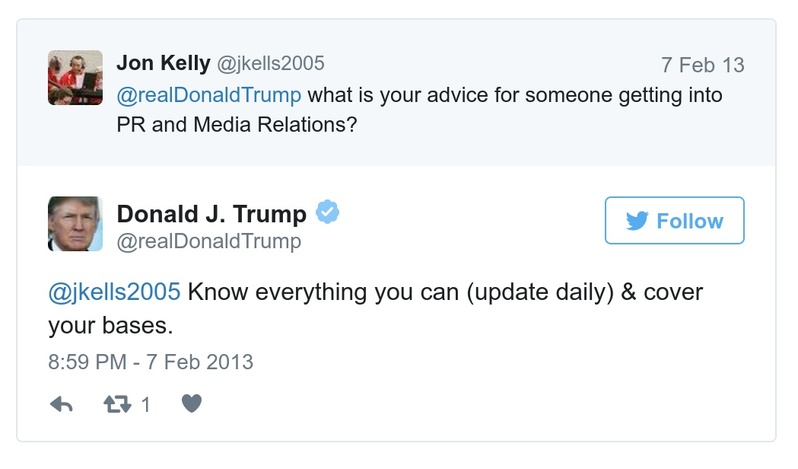 Jon Kelly @jkells2005 7 Feb 13
@realDonaldTrump what is your advice for someone getting into
PR and Media Relations?
Donald J. Trump
@realDonaldTrump
Follow
@jkells2005 Know everything you can (update daily) & cover
your bases.
8:59 PM - 7 Feb 2013
1